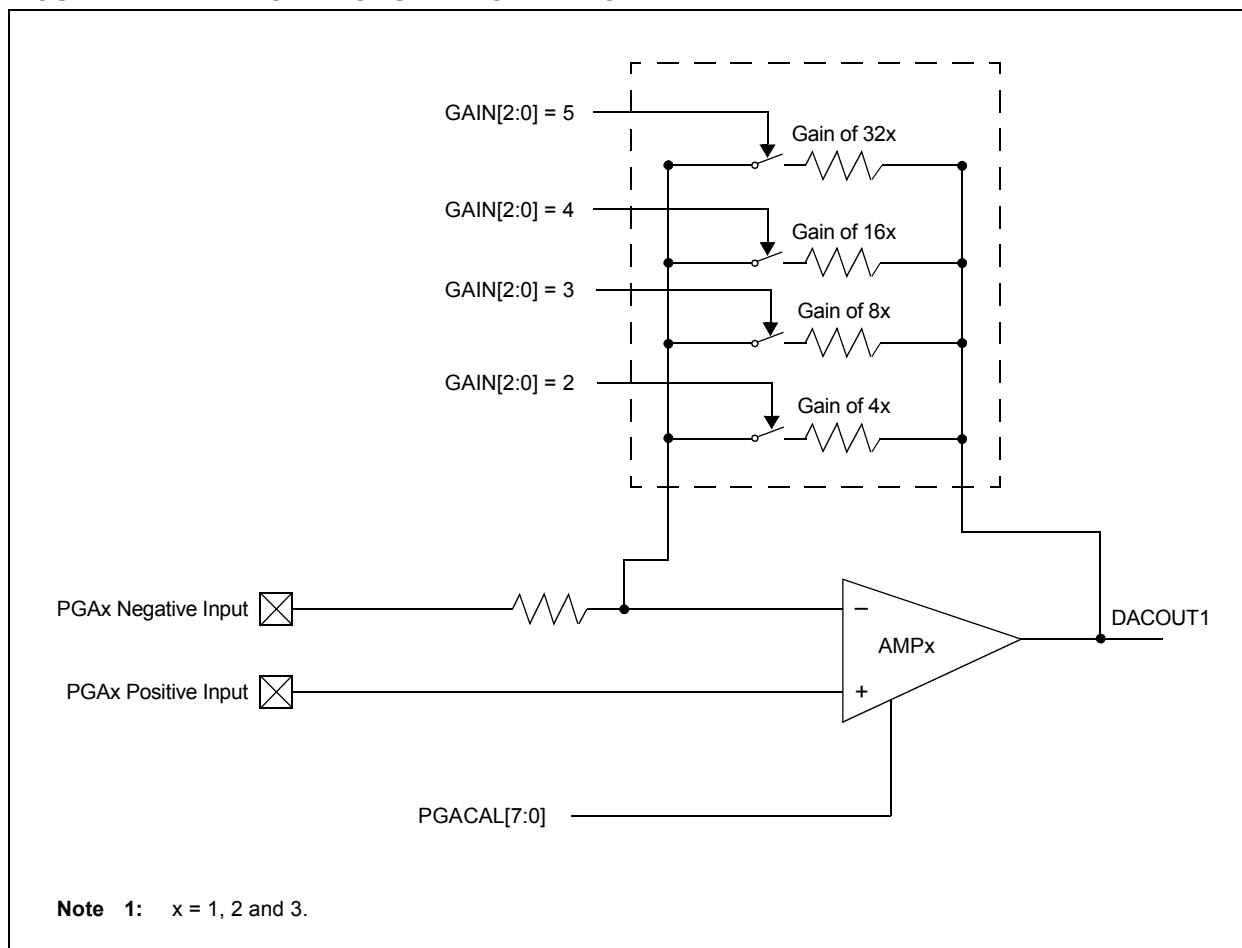 GAIN[2:0] = 5
Gain of 32x
GAIN[2:0] = 4
Gain of 16x
GAIN[2:0] = 3
Gain of 8x
GAIN[2:0] = 2
Gain of 4x
PGAx Negative Input
–
DACOUT1
AMPx
PGAx Positive Input
+
PGACAL[7:0]
Note 1: x = 1, 2 and 3.